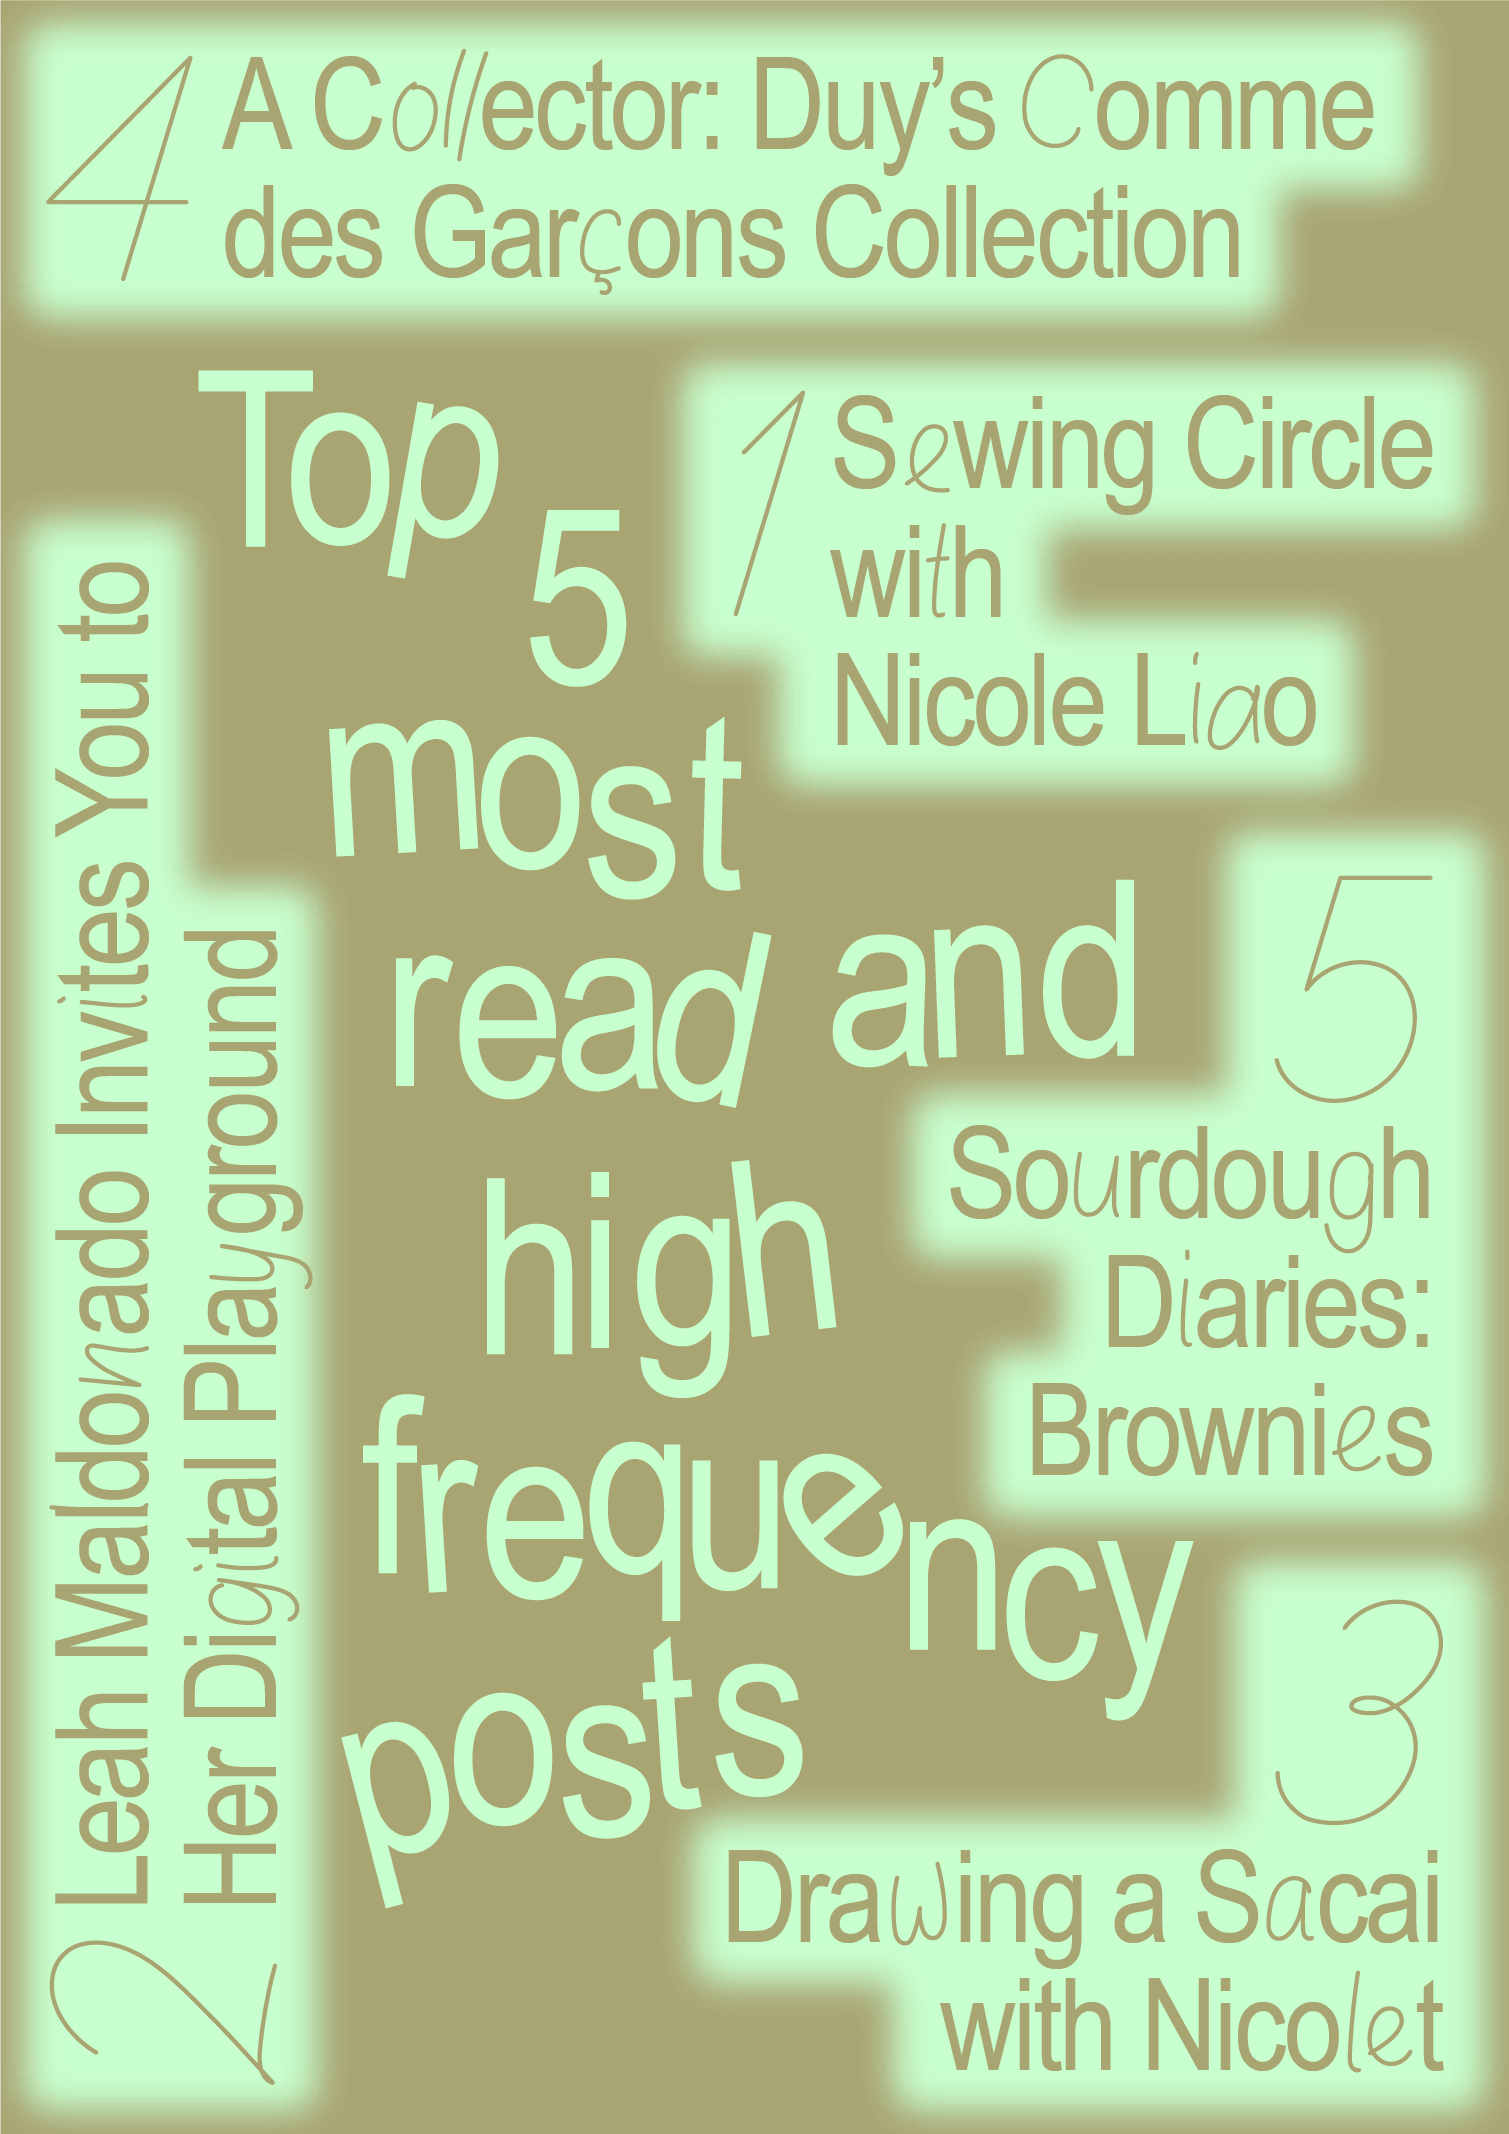 4 A Collector: Duy's Comme
des Garçons Collection
Top
5
most
read and
high
frequency
posts
1 Sewing Circle
with
Nicole Liao
2 Leah Maldonado Invites You to
Her Digital Playground
5
Sourdough
Diaries:
Brownies
3
Drawing a Sacai
with Nicolet